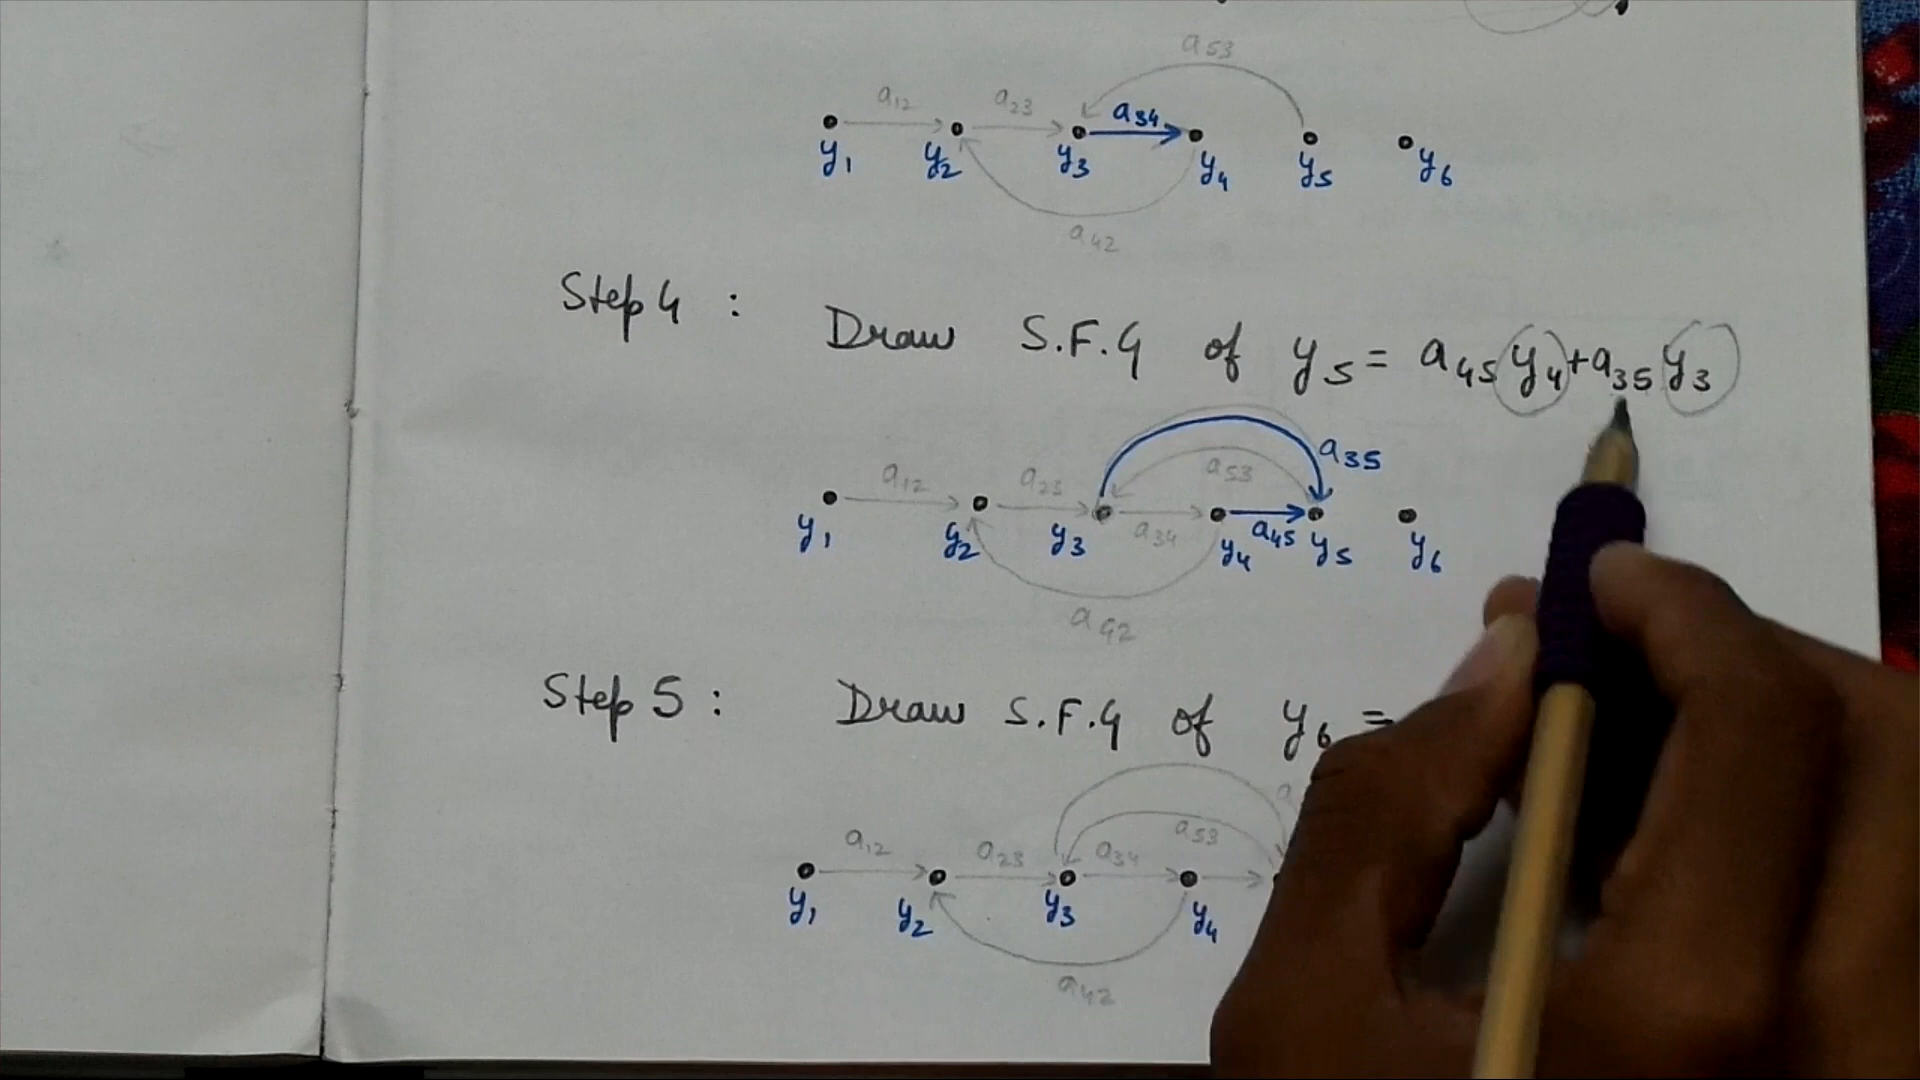 a53
a12 a23 a34
y1 y2 y3 y4 y5 y6
a42
Step 4 : Draw S.F.G of y5 = a45 y4 + a35 y3
a35
a12 a23 a53
a34 a45
y1 y2 y3 y4 y5 y6
a42
Step 5 : Draw S.F.G of y6 =
a
a12 a23 a34 a53
y1 y2 y3 y4
a42